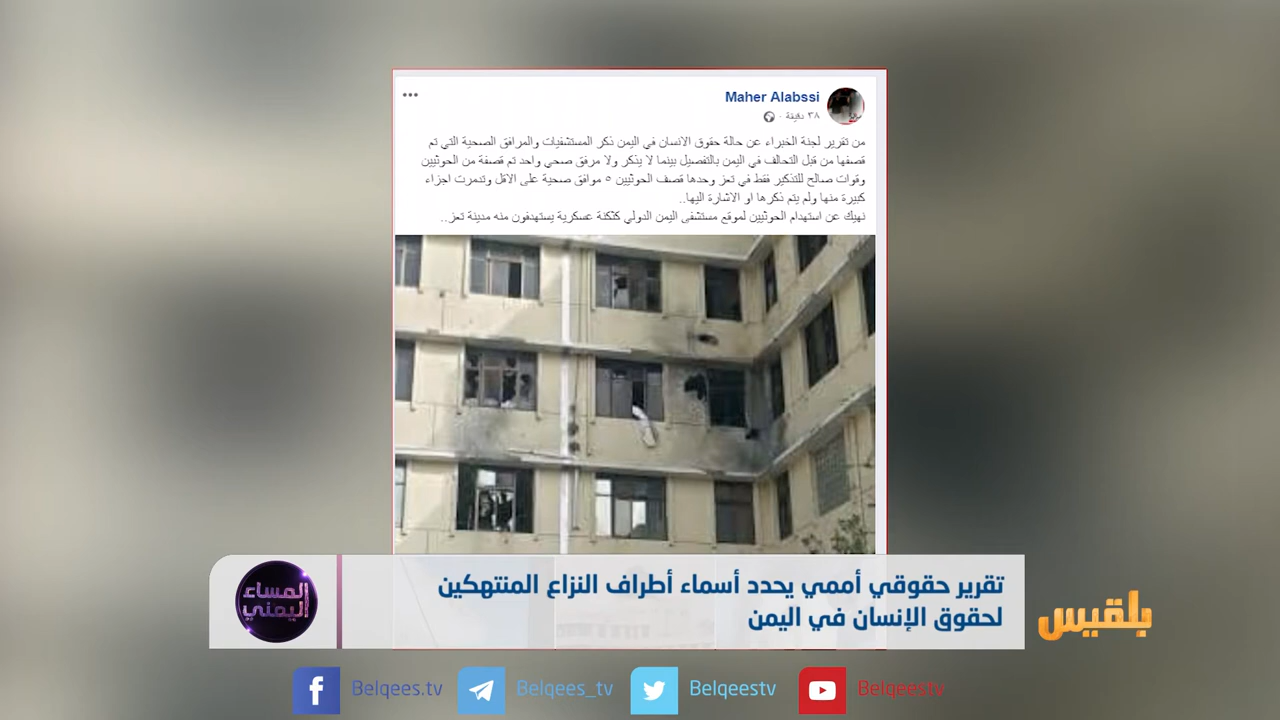 Maher Alabssi
٣٨ دقيقة ·
من تقرير لجنة الخبراء عن حالة حقوق الانسان في اليمن ذكر المستشفيات والمرافق الصحية التي تم
قصفها من قبل التحالف في اليمن بالتفصيل بينما لا يذكر ولا مرفق صحي واحد تم قصفة من الحوثيين
وقوات صالح للتذكير فقط في تعز وحدها قصف الحوثيين ٥ موافق صحية على الاقل وتدمرت اجزاء
كبيرة منها ولم يتم ذكرها او الاشارة اليها..
نهيك عن استهدام الحوثيين لموقع مستشفى اليمن الدولي كثكنة عسكرية يستهدفون منه مدينة تعز..
تقرير حقوقي أممي يحدد أسماء أطراف النزاع المنتهكين
لحقوق الإنسان في اليمن
المساء
اليمني
بلقيس
Belqees.tv
Belqees_tv
Belqeestv
Belqeestv